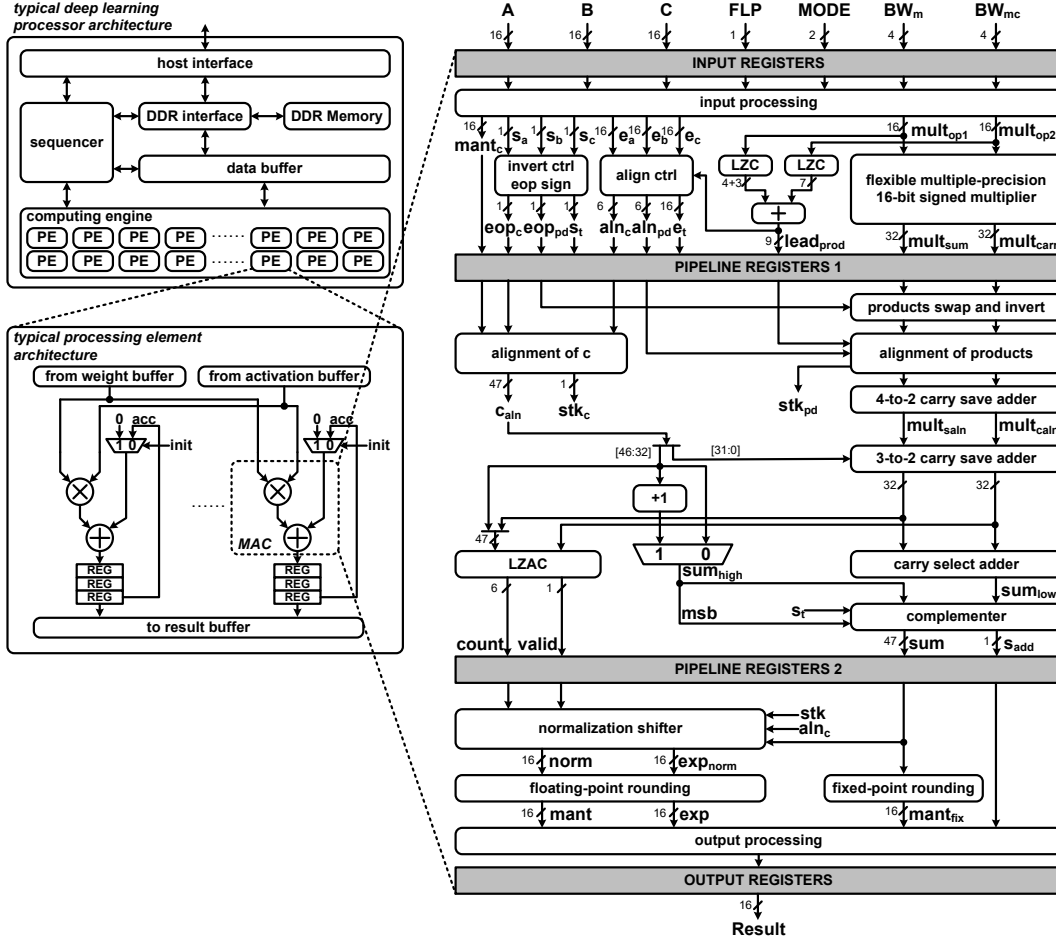 typical deep learning
processor architecture
host interface
sequencer
DDR interface
DDR Memory
data buffer
computing engine
PE PE PE PE ...... PE PE PE
PE PE PE PE ...... PE PE PE
typical processing element
architecture
from weight buffer
from activation buffer
0 acc
1 0
init
0 acc
1 0
init
......
MAC
REG
REG
REG
REG
REG
REG
to result buffer
A B C FLP MODE BWm BWmc
16 16 16 1 2 4 4
INPUT REGISTERS
input processing
16 1 1 1 16 16 16 16 16
mantc sa sb sc ea eb ec multop1 multop2
invert ctrl
eop sign
align ctrl
LZC
LZC
4+3 7
+
flexible multiple-precision
16-bit signed multiplier
1 1 1 6 6 16 9 32 32
eopc eoppd st alnc alnpd et leadprod multsum multcarr
PIPELINE REGISTERS 1
products swap and invert
alignment of c
alignment of products
47 1
caln stkc
stkpd
4-to-2 carry save adder
multsaln multcaln
[46:32] [31:0]
3-to-2 carry save adder
32 32
+1
47
1 0
LZAC
sumhigh
carry select adder
6 1
sumlow
msb
st
complementer
count valid
47 sum 1 sadd
PIPELINE REGISTERS 2
normalization shifter
stk
alnc
16 norm 16 expnorm
floating-point rounding
fixed-point rounding
16 mant 16 exp 16 mantfix
output processing
OUTPUT REGISTERS
16
Result